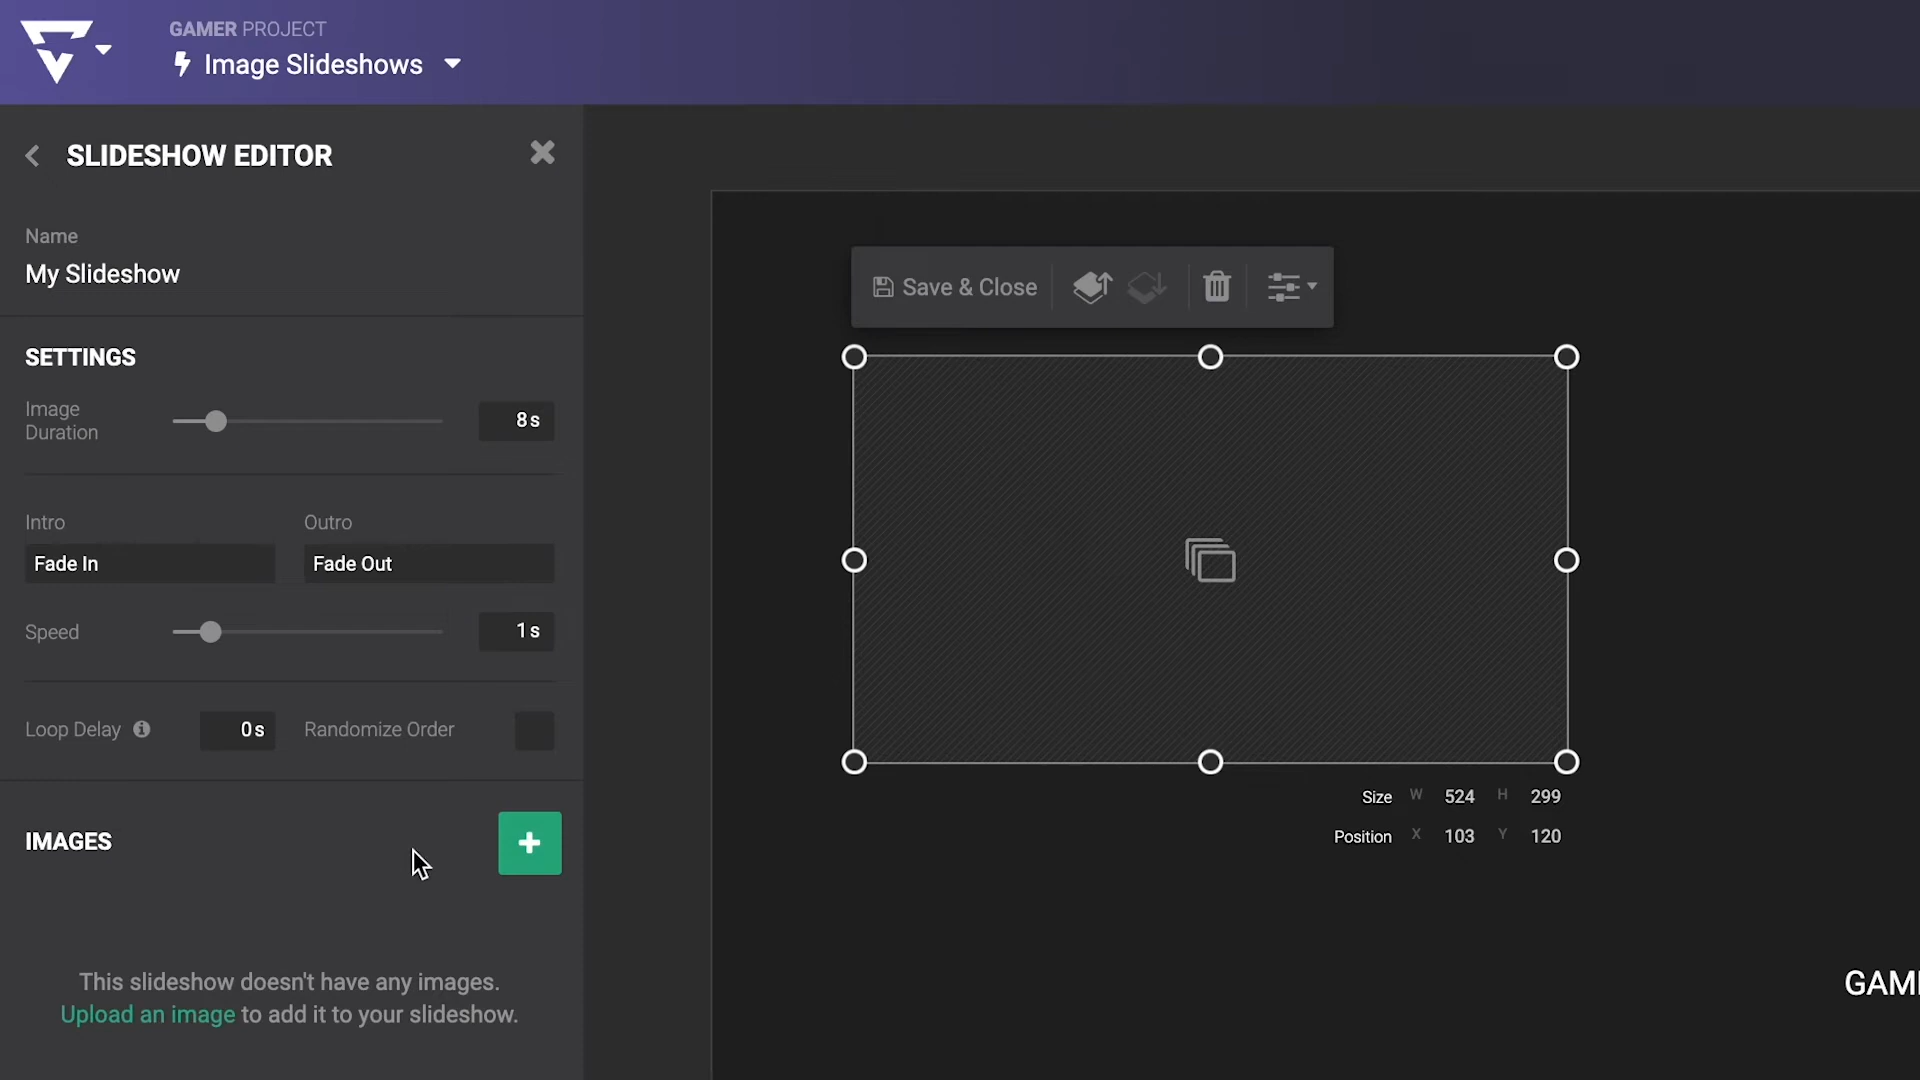 GAMER PROJECT
Image Slideshows
SLIDESHOW EDITOR
Name
My Slideshow
SETTINGS
Image
Duration
8s
Intro
Outro
Fade In
Fade Out
Speed
1s
Loop Delay
0s
Randomize Order
IMAGES
This slideshow doesn't have any images.
Upload an image to add it to your slideshow.
Save & Close
Size W 524 H 299
Position X 103 Y 120
GAM